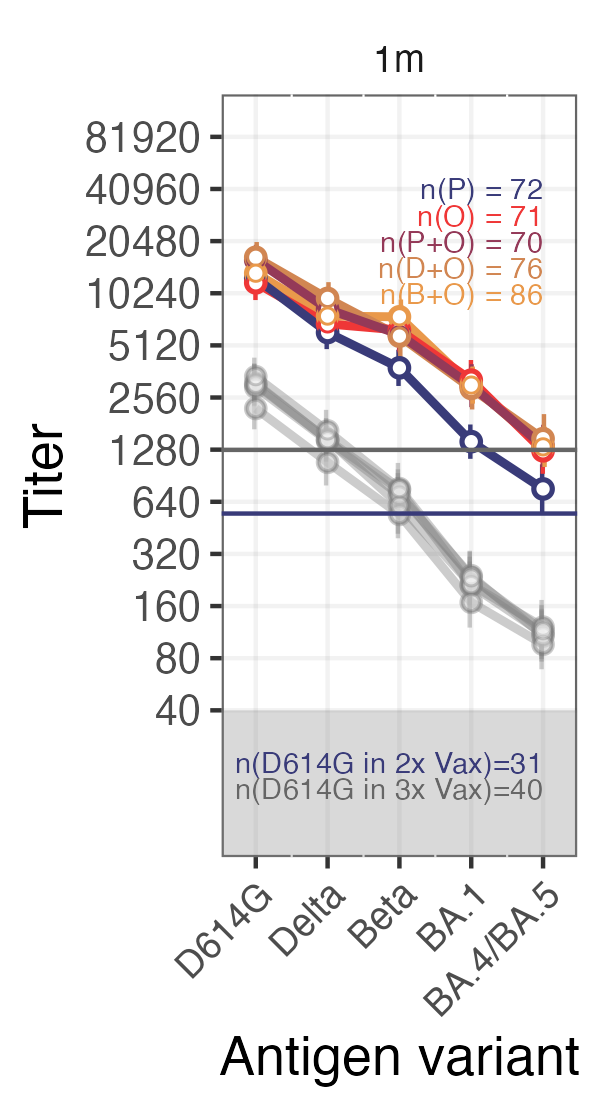 1m
81920
40960
20480
10240
5120
2560
1280
640
320
160
80
40
Titer
n(P) = 72
n(O) = 71
n(P+O) = 70
n(D+O) = 76
n(B+O) = 86
n(D614G in 2x Vax)=31
n(D614G in 3x Vax)=40
D614G
Delta
Beta
BA.1
BA.4/BA.5
Antigen variant